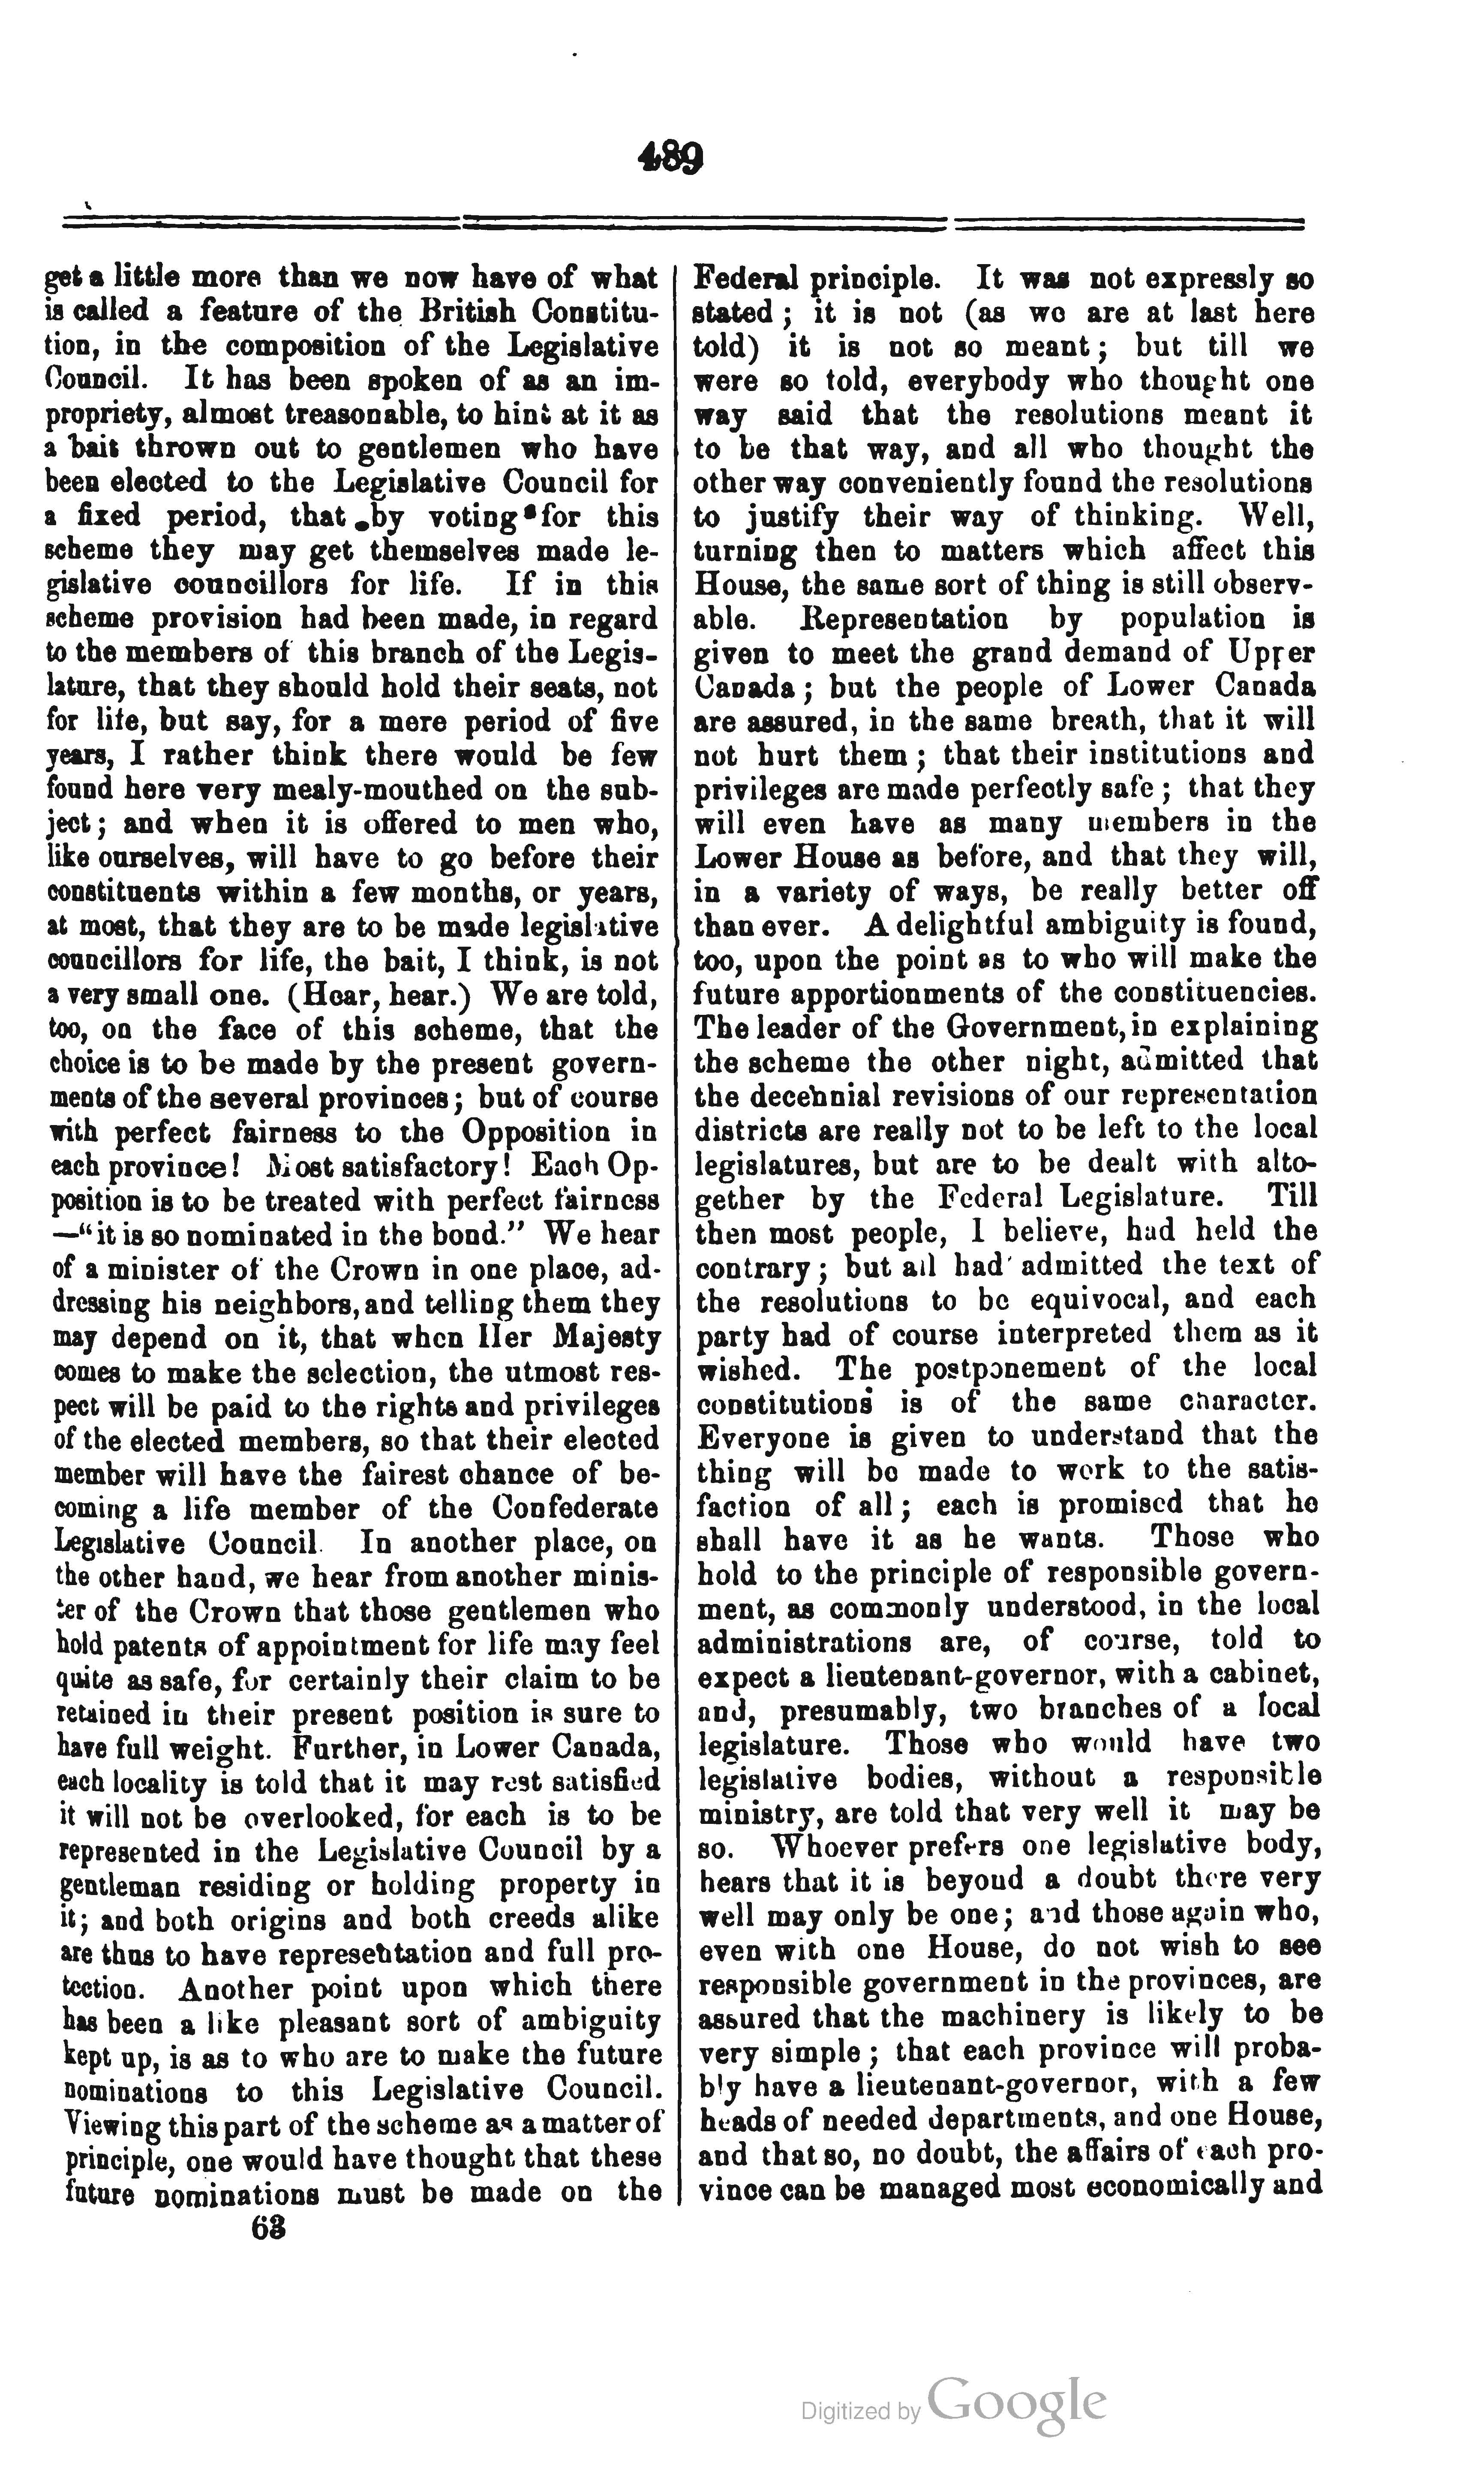 489
get a little more than we now have of what
is called a feature of the British Constitu-
tion, in the composition of the Legislative
Council. It has been spoken of as an im-
propriety, almost treasonable, to hint at it as
a bait thrown out to gentlemen who have
been elected to the Legislative Council for
a fixed period, that by voting for this
scheme they may get themselves made le-
gislative councillors for life. If in this
scheme provision had been made, in regard
to the members of this branch of the Legis-
lature, that they should hold their seats, not
for life, but say, for a mere period of five
years, I rather think there would be few
found here very mealy-mouthed on the sub-
ject; and when it is offered to men who,
like ourselves, will have to go before their
constituents within a few months, or years,
at most, that they are to be made legislative
councillors for life, the bait, I think, is not
a very small one. (Hear, hear.) We are told,
too, on the face of this scheme, that the
choice is to be made by the present govern-
ments of the several provinces; but of course
with perfect fairness to the Opposition in
each province! Most satisfactory! Each Op-
position is to be treated with perfect fairness
—"it is so nominated in the bond." We hear
of a minister of the Crown in one place, ad-
dressing his neighbors, and telling them they
may depend on it, that when Her Majesty
comes to make the selection, the utmost res-
pect will be paid to the rights and privileges
of the elected members, so that their elected
member will have the fairest chance of be-
coming a life member of the Confederate
Legislative Council. In another place, on
the other hand, we hear from another minis-
ter of the Crown that those gentlemen who
hold patents of appointment for life may feel
quite as safe, for certainly their claim to be
retained in their present position is sure to
have full weight. Further, in Lower Canada,
each locality is told that it may rest satisfied
it will not be overlooked, for each is to be
represented in the Legislative Council by a
gentleman residing or holding property in
it; and both origins and both creeds alike
are thus to have representation and full pro-
tection. Another point upon which there
has been a like pleasant sort of ambiguity
kept up, is as to who are to make the future
nominations to this Legislative Council.
Viewing this part of the scheme as a matter of
principle, one would have thought that these
future nominations must be made on the
63
Federal principle. It was not expressly so
stated; it is not (as we are at last here
told) it is not so meant; but till we
were so told, everybody who thought one
way said that the resolutions meant it
to be that way, and all who thought the
other way conveniently found the resolutions
to justify their way of thinking. Well,
turning then to matters which affect this
House, the same sort of thing is still observ-
able. Representation by population is
given to meet the grand demand of Upper
Canada; but the people of Lower Canada
are assured, in the same breath, that it will
not hurt them; that their institutions and
privileges are made perfectly safe; that they
will even have as many members in the
Lower House as before, and that they will,
in a variety of ways, be really better off
than ever. A delightful ambiguity is found,
too, upon the point as to who will make the
future apportionments of the constituencies.
The leader of the Government, in explaining
the scheme the other night, admitted that
the decennial revisions of our representation
districts are really not to be left to the local
legislatures, but are to be dealt with alto-
gether by the Federal Legislature. Till
then most people, I believe, had held the
contrary; but all had admitted the text of
the resolutions to be equivocal, and each
party had of course interpreted them as it
wished. The postponement of the local
constitutions is of the same character.
Everyone is given to understand that the
thing will be made to work to the satis-
faction of all; each is promised that he
shall have it as he wants. Those who
hold to the principle of responsible govern-
ment, as commonly understood, in the local
administrations are, of course, told to
expect a lieutenant-governor, with a cabinet,
and, presumably, two branches of a local
legislature. Those who would have two
legislative bodies, without a responsible
ministry, are told that very well it may be
so. Whoever prefers one legislative body,
hears that it is beyond a doubt there very
well may only be one; and those again who,
even with one House, do not wish to see
responsible government in the provinces, are
assured that the machinery is likely to be
very simple; that each province will proba-
bly have a lieutenant-governor, with a few
heads of needed departments, and one House,
and that so, no doubt, the affairs of each pro-
vince can be managed most economically and
Digitized by Google